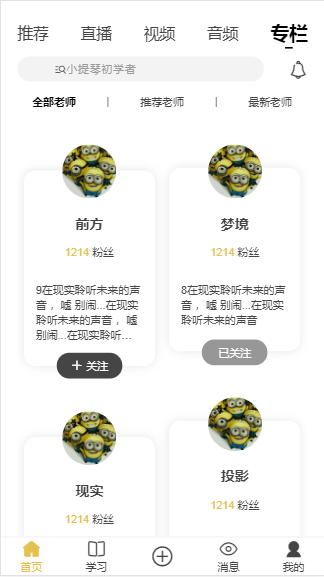 推荐 直播 视频 音频 专栏
小提琴初学者
全部老师 | 推荐老师 | 最新老师
前方
1214 粉丝
9在现实聆听未来的声
音，嘘 别闹...在现实
聆听未来的声音，嘘
别闹...在现实聆听...
+ 关注
梦境
1214 粉丝
8在现实聆听未来的声
音，嘘 别闹...在现实
聆听未来的声音
已关注
现实
1214 粉丝
投影
1214 粉丝
首页 学习 消息 我的